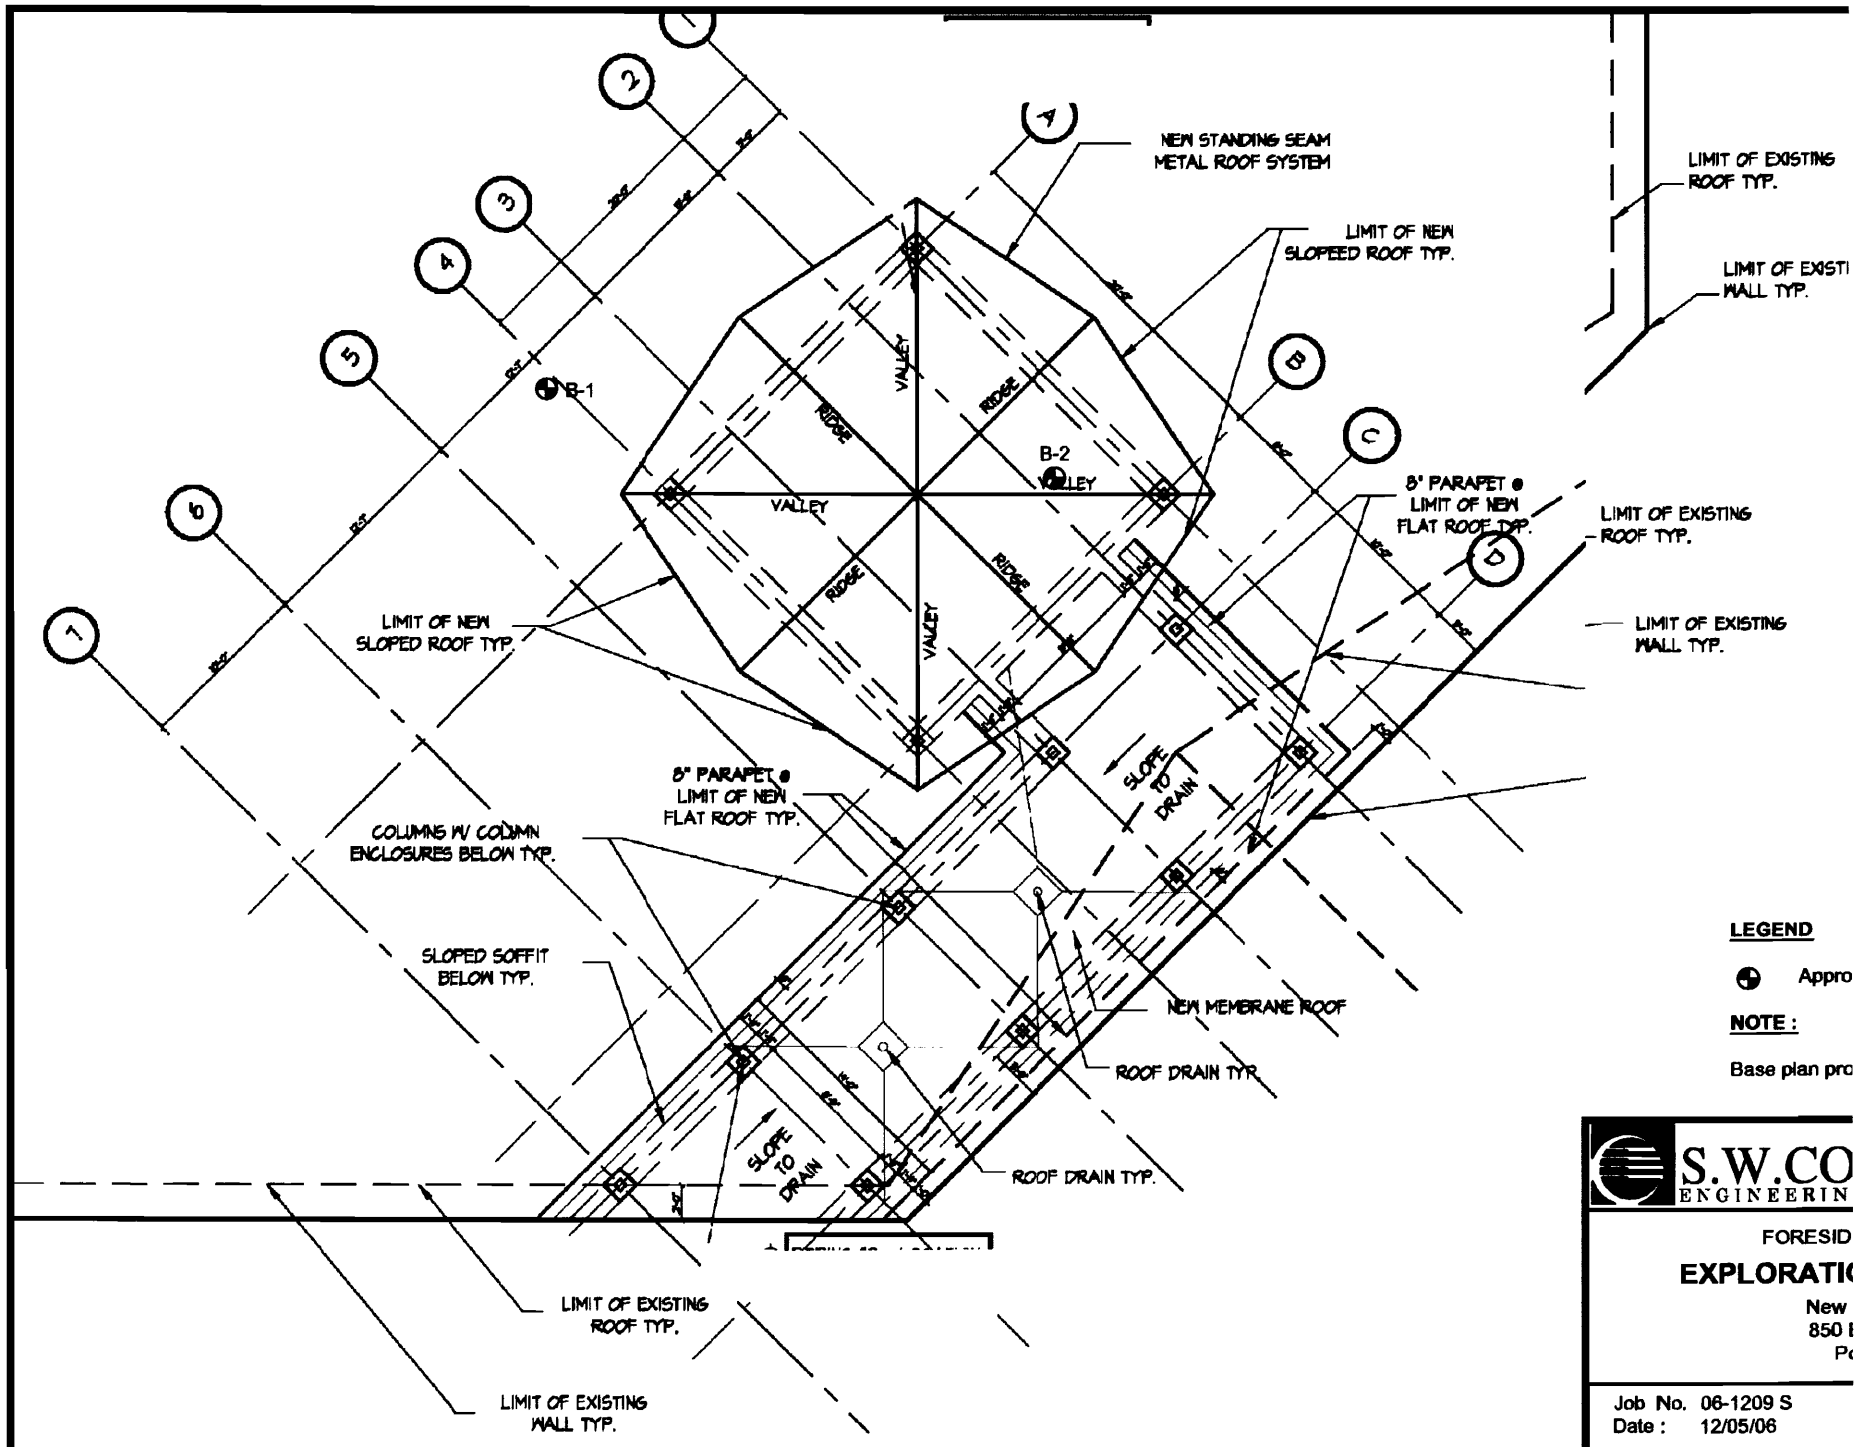 1
2
3
4
5
6
7
A
B
C
D
NEW STANDING SEAM
METAL ROOF SYSTEM
LIMIT OF EXISTING
ROOF TYP.
LIMIT OF NEW
SLOPEED ROOF TYP.
LIMIT OF EXISTI
WALL TYP.
B-1
B-2
VALLEY
RIDGE
RIDGE
VALLEY
VALLEY
RIDGE
RIDGE
VALLEY
8" PARAPET @
LIMIT OF NEW
FLAT ROOF TYP.
LIMIT OF EXISTING
ROOF TYP.
LIMIT OF NEW
SLOPED ROOF TYP.
LIMIT OF EXISTING
WALL TYP.
8" PARAPET @
LIMIT OF NEW
FLAT ROOF TYP.
SLOPE
TO
DRAIN
COLUMNS W/ COLUMN
ENCLOSURES BELOW TYP.
SLOPED SOFFIT
BELOW TYP.
NEW MEMBRANE ROOF
ROOF DRAIN TYP.
SLOPE
TO
DRAIN
ROOF DRAIN TYP.
LIMIT OF EXISTING
ROOF TYP.
LIMIT OF EXISTING
WALL TYP.
LEGEND
Appro
NOTE :
Base plan pro
S.W.CO
ENGINEERIN
FORESID
EXPLORATI
New
850
Po
Job No. 06-1209 S
Date : 12/05/06